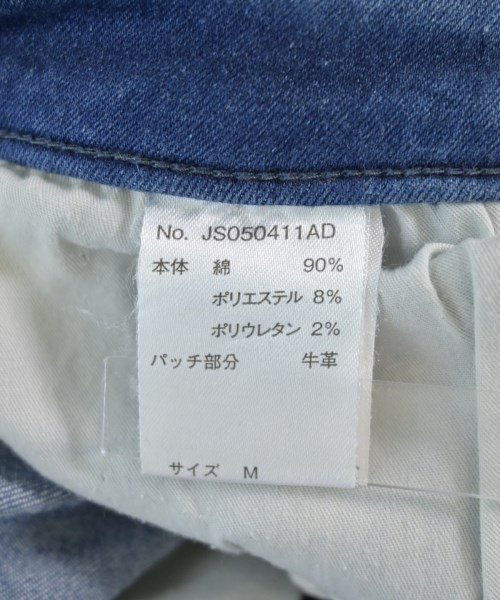 No. JS050411AD
本体 綿 90%
ポリエステル 8%
ポリウレタン 2%
パッチ部分 牛革
サイズ M